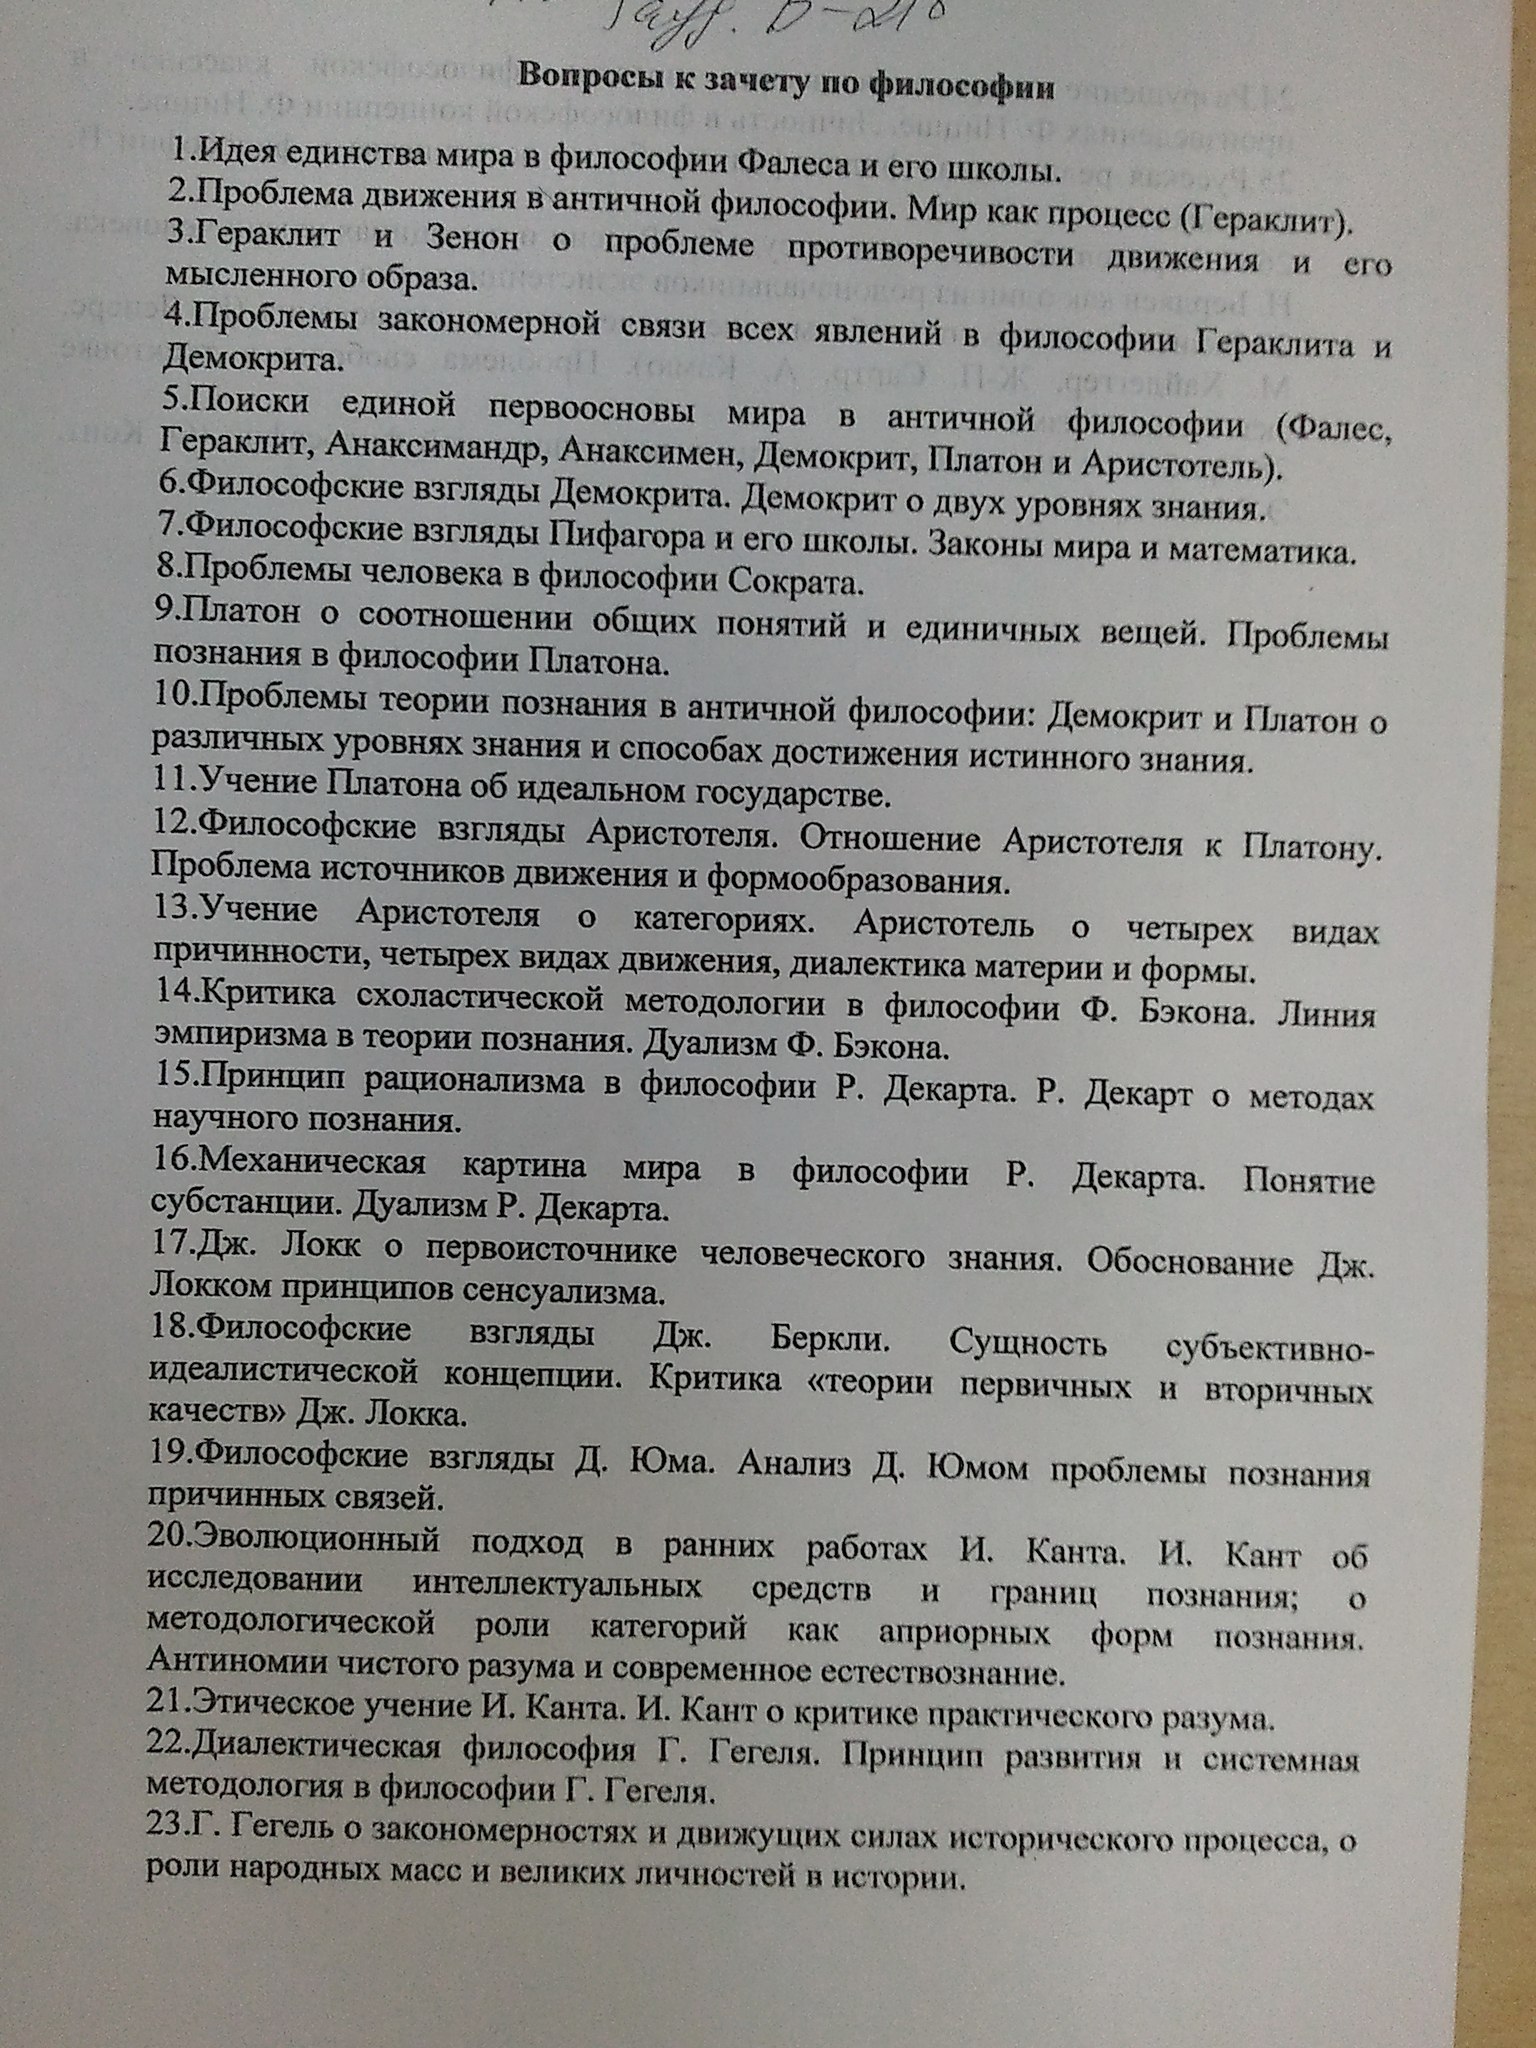 Вопросы к зачету по философии
1.Идея единства мира в философии Фалеса и его школы.
2.Проблема движения в античной философии. Мир как процесс (Гераклит).
3.Гераклит и Зенон о проблеме противоречивости движения и его
мысленного образа.
4.Проблемы закономерной связи всех явлений в философии Гераклита и
Демокрита.
5.Поиски единой первоосновы мира в античной философии (Фалес,
Гераклит, Анаксимандр, Анаксимен, Демокрит, Платон и Аристотель).
6.Философские взгляды Демокрита. Демокрит о двух уровнях знания.
7.Философские взгляды Пифагора и его школы. Законы мира и математика.
8.Проблемы человека в философии Сократа.
9.Платон о соотношении общих понятий и единичных вещей. Проблемы
познания в философии Платона.
10.Проблемы теории познания в античной философии: Демокрит и Платон о
различных уровнях знания и способах достижения истинного знания.
11.Учение Платона об идеальном государстве.
12.Философские взгляды Аристотеля. Отношение Аристотеля к Платону.
Проблема источников движения и формообразования.
13.Учение Аристотеля о категориях. Аристотель о четырех видах
причинности, четырех видах движения, диалектика материи и формы.
14.Критика схоластической методологии в философии Ф. Бэкона. Линия
эмпиризма в теории познания. Дуализм Ф. Бэкона.
15.Принцип рационализма в философии Р. Декарта. Р. Декарт о методах
научного познания.
16.Механическая картина мира в философии Р. Декарта. Понятие
субстанции. Дуализм Р. Декарта.
17.Дж. Локк о первоисточнике человеческого знания. Обоснование Дж.
Локком принципов сенсуализма.
18.Философские взгляды Дж. Беркли. Сущность субъективно-
идеалистической концепции. Критика «теории первичных и вторичных
качеств» Дж. Локка.
19.Философские взгляды Д. Юма. Анализ Д. Юмом проблемы познания
причинных связей.
20.Эволюционный подход в ранних работах И. Канта. И. Кант об
исследовании интеллектуальных средств и границ познания; о
методологической роли категорий как априорных форм познания.
Антиномии чистого разума и современное естествознание.
21.Этическое учение И. Канта. И. Кант о критике практического разума.
22.Диалектическая философия Г. Гегеля. Принцип развития и системная
методология в философии Г. Гегеля.
23.Г. Гегель о закономерностях и движущих силах исторического процесса, о
роли народных масс и великих личностей в истории.